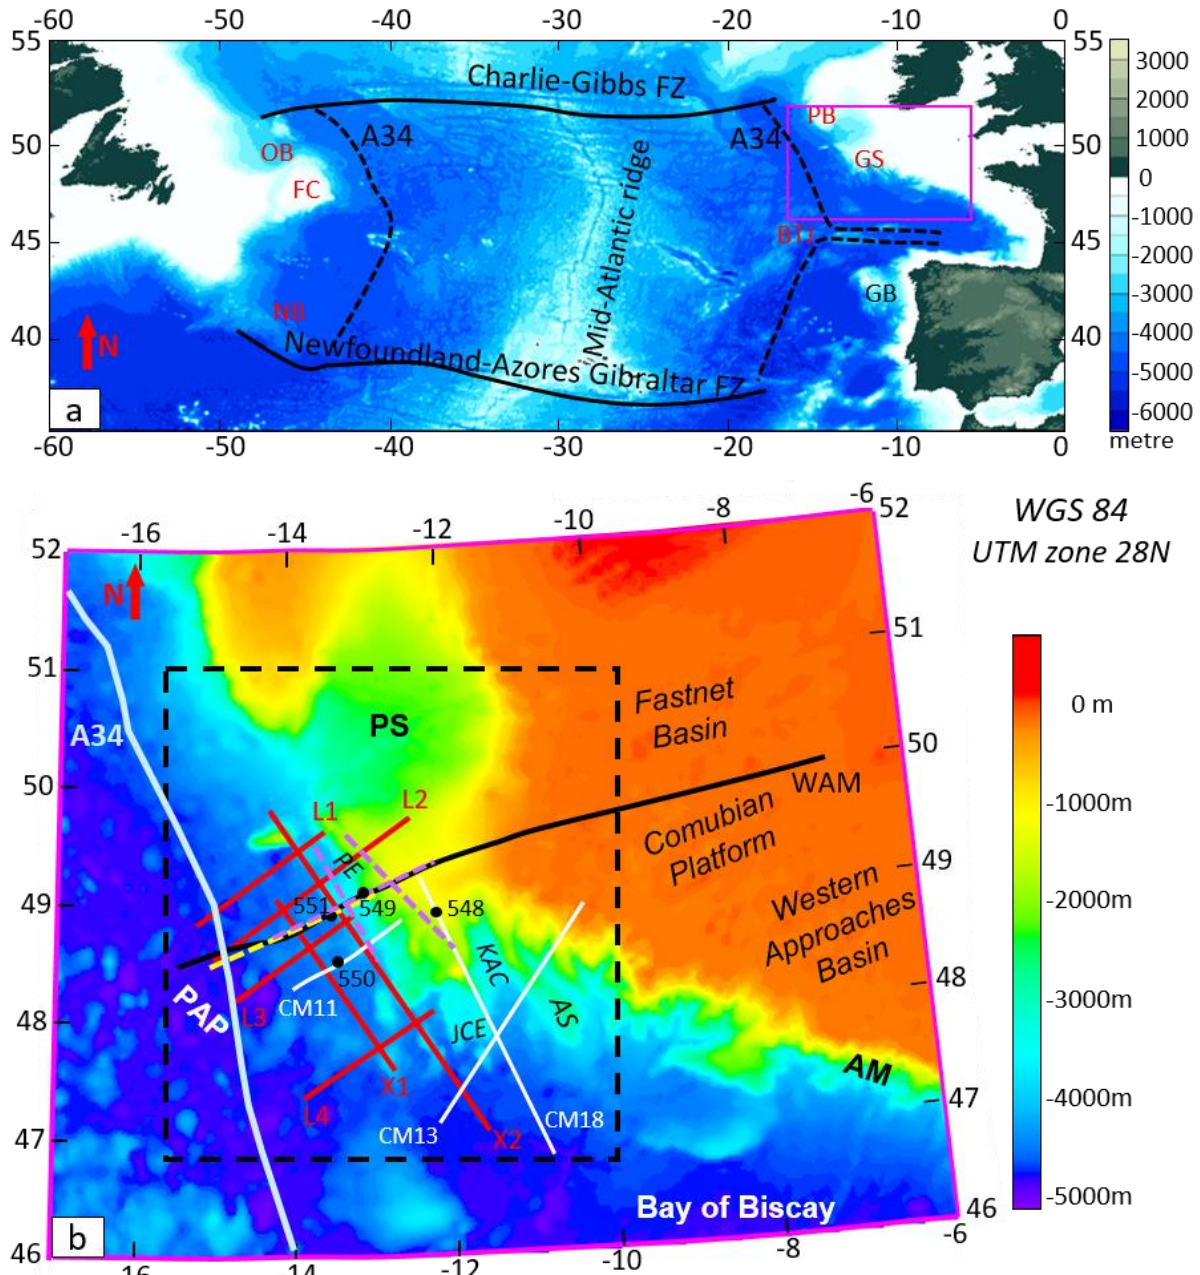 -60 -50 -40 -30 -20 -10 0
55 55
3000
2000
1000
0
-1000
-2000
-3000
-4000
-5000
-6000
metre
Charlie-Gibbs FZ
A34
A34
PB
50 50
OB
GS
FC
Mid-Atlantic ridge
45 45
BTJ
GB
NB
40 40
N
Newfoundland-Azores Gibraltar FZ
a
-60 -50 -40 -30 -20 -10 0
-16 -14 -12 -10 -8 -6
52 52
WGS 84
UTM zone 28N
N
51 51
Fastnet
Basin
PS
A34
50 50
WAM
L1 L2
Comubian
Platform
PE
49 49
551 549 548
Western
Approaches
Basin
KAC
550
PAP
CM11
L3
AS
JCE
48 48
AM
X1
L4
CM13
X2
CM18
47 47
Bay of Biscay
46 46
b
-16 -14 -12 -10 -8 -6
0 m
-1000m
-2000m
-3000m
-4000m
-5000m